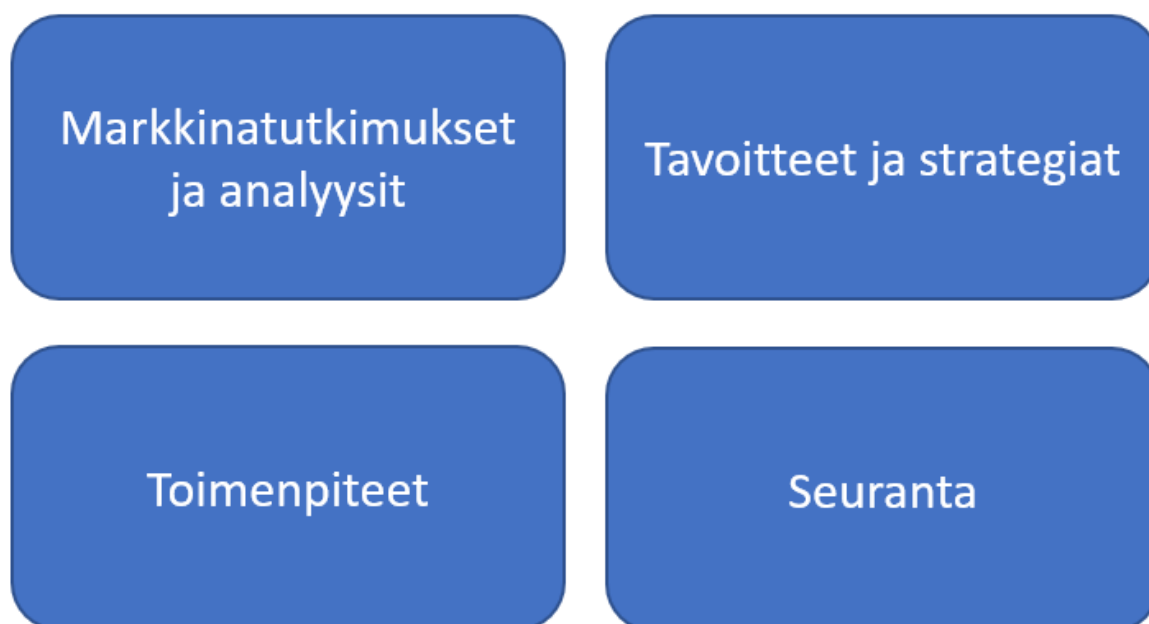 Markkinatutkimukset
ja analyysit
Tavoitteet ja strategiat
Toimenpiteet
Seuranta